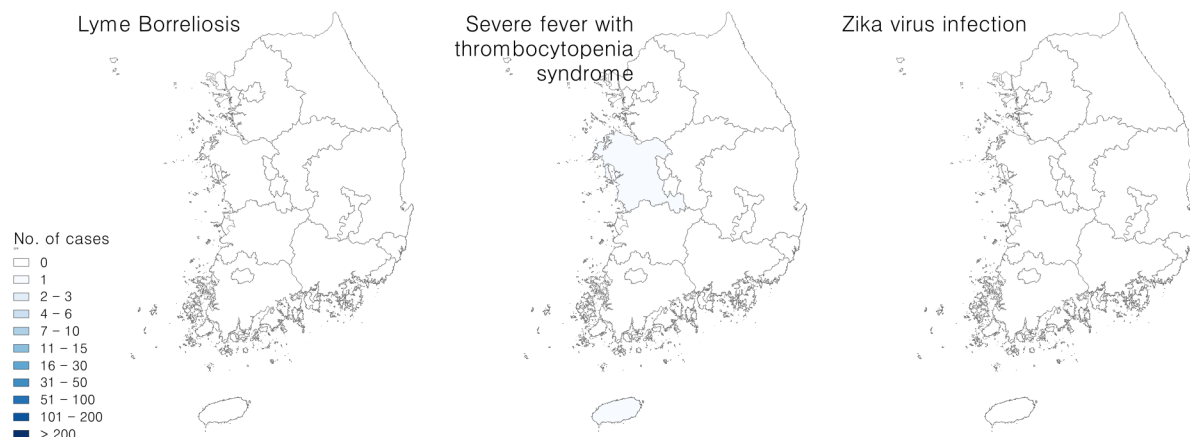 Lyme Borreliosis
Severe fever with
thrombocytopenia
syndrome
Zika virus infection
No. of cases
0
1
2 – 3
4 – 6
7 – 10
11 – 15
16 – 30
31 – 50
51 – 100
101 – 200
> 200